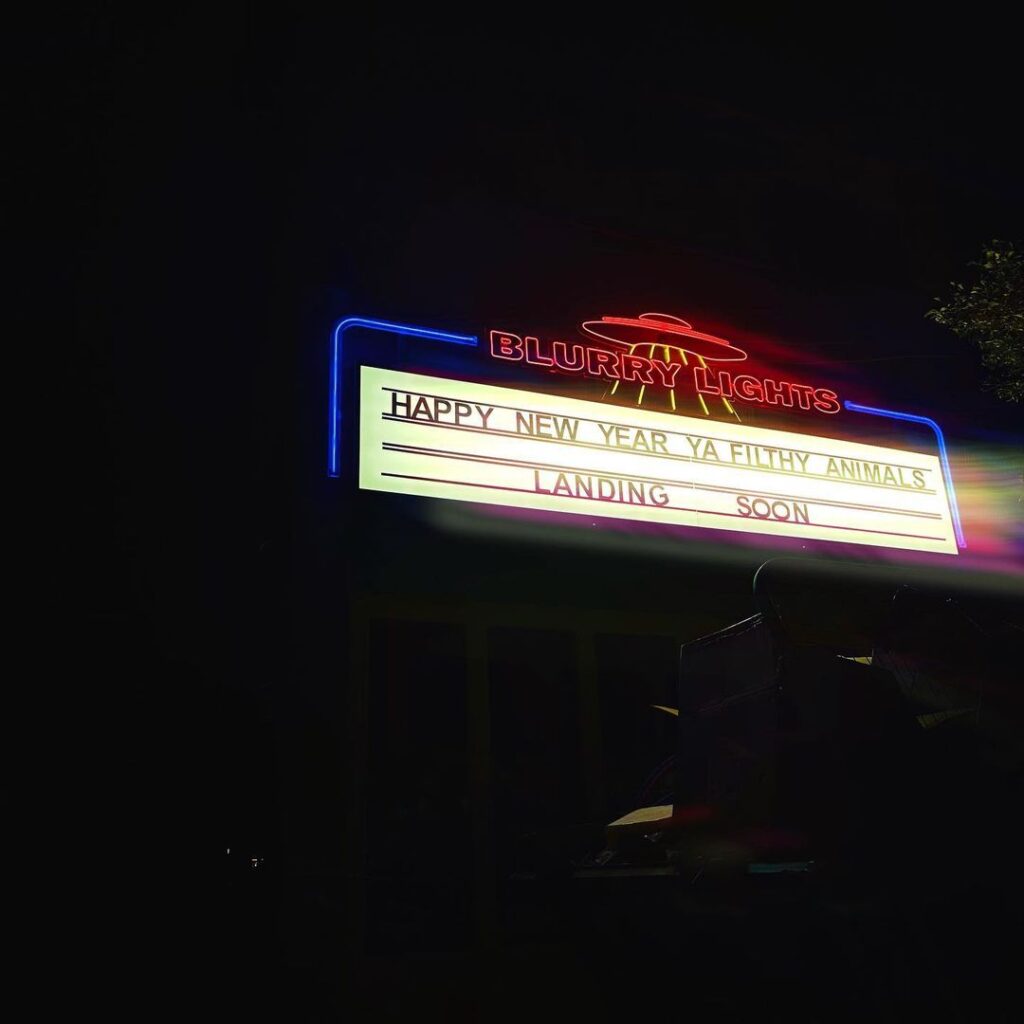 BLURRY LIGHTS
HAPPY NEW YEAR YA FILTHY ANIMALS
LANDING SOON